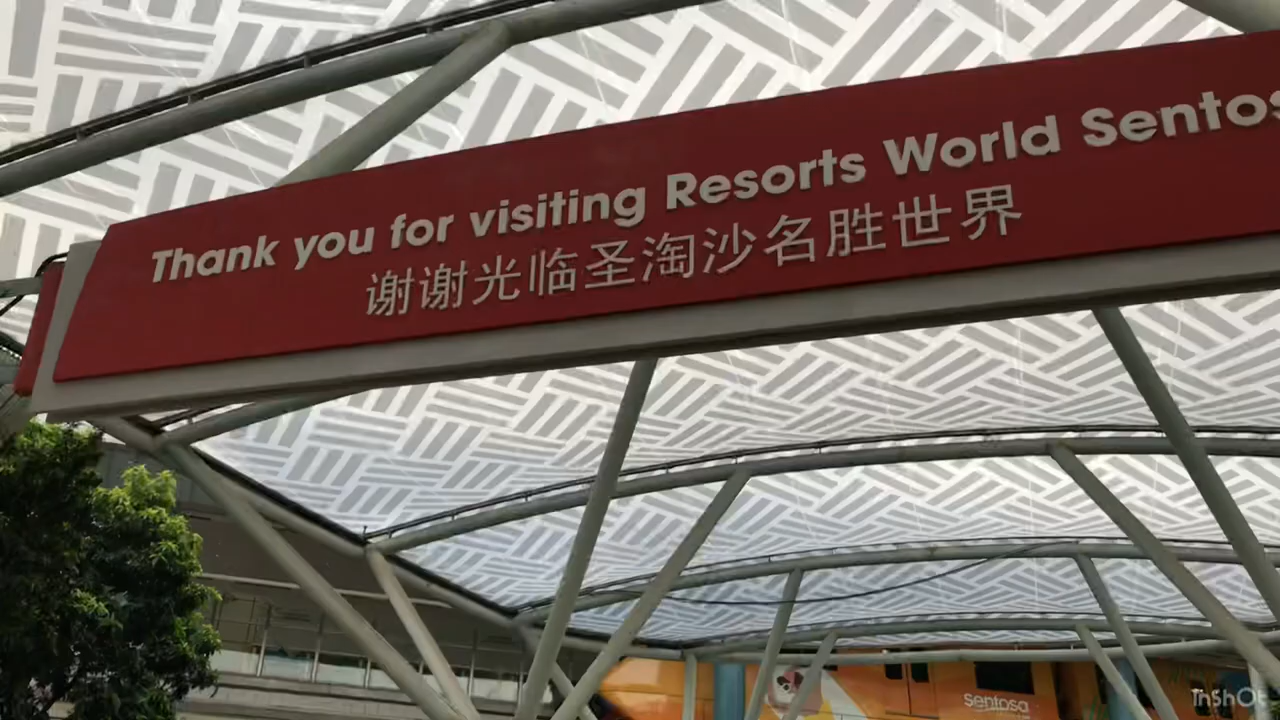 Thank you for visiting Resorts World Sentos
谢谢光临圣淘沙名胜世界
sentosa
InShOt